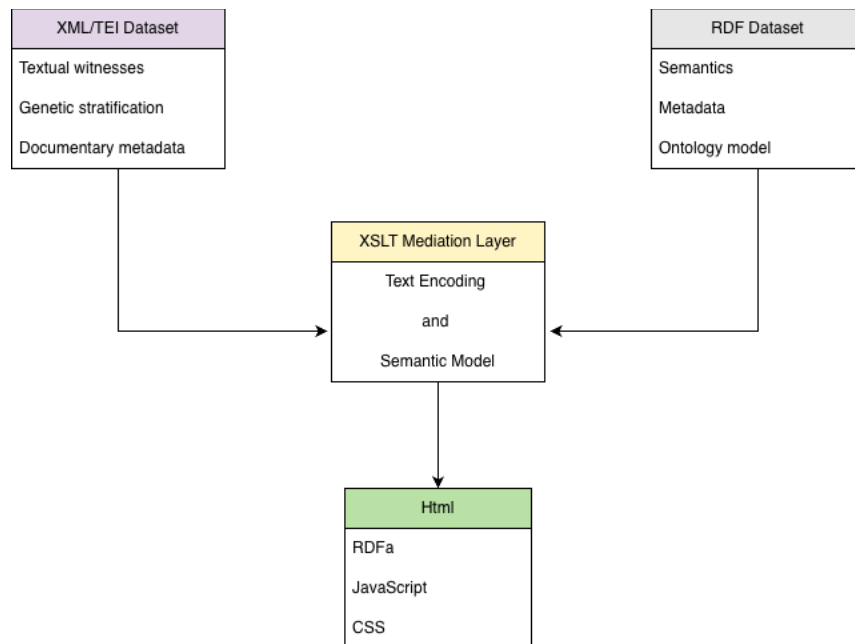 XML/TEI Dataset
Textual witnesses
Genetic stratification
Documentary metadata
RDF Dataset
Semantics
Metadata
Ontology model
XSLT Mediation Layer
Text Encoding
and
Semantic Model
Html
RDFa
JavaScript
CSS